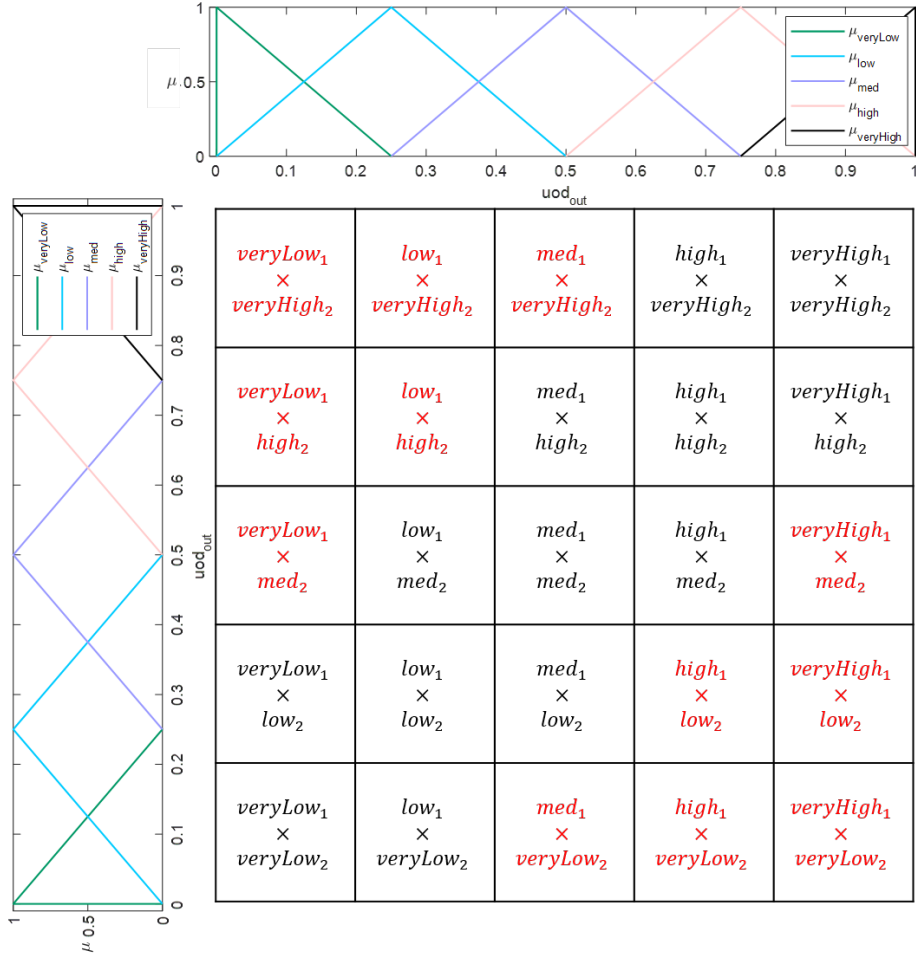 1
μ 0.5
0
0 0.1 0.2 0.3 0.4 0.5 0.6 0.7 0.8 0.9 1
uod_out
μ_veryLow
μ_low
μ_med
μ_high
μ_veryHigh
μ_veryLow
μ_low
μ_med
μ_high
μ_veryHigh
1
0.9
0.8
0.7
0.6
0.5
0.4
0.3
0.2
0.1
0
uod_out
1 0.5 0
μ
veryLow₁ low₁ med₁ high₁ veryHigh₁
× × × × ×
veryHigh₂ veryHigh₂ veryHigh₂ veryHigh₂ veryHigh₂
veryLow₁ low₁ med₁ high₁ veryHigh₁
× × × × ×
high₂ high₂ high₂ high₂ high₂
veryLow₁ low₁ med₁ high₁ veryHigh₁
× × × × ×
med₂ med₂ med₂ med₂ med₂
veryLow₁ low₁ med₁ high₁ veryHigh₁
× × × × ×
low₂ low₂ low₂ low₂ low₂
veryLow₁ low₁ med₁ high₁ veryHigh₁
× × × × ×
veryLow₂ veryLow₂ veryLow₂ veryLow₂ veryLow₂